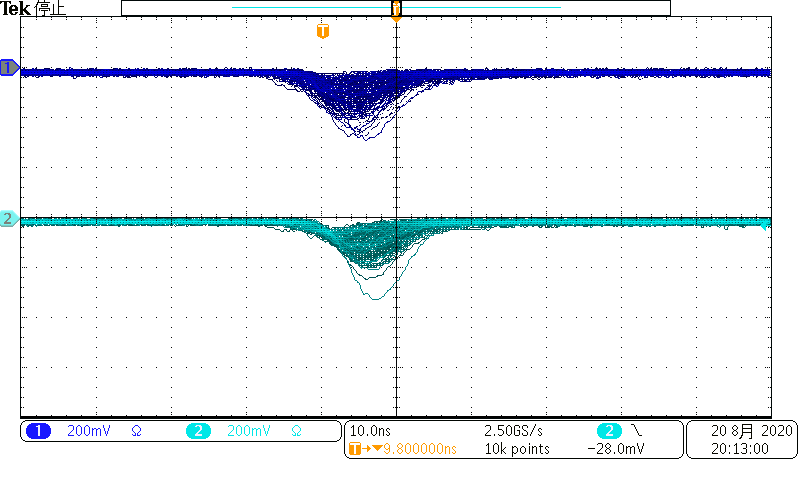 Tek 停止
T
1
2
1 200mV Ω 2 200mV Ω 10.0ns 2.50GS/s 2 20 8月 2020
T→▼9.800000ns 10k points −28.0mV 20:13:00